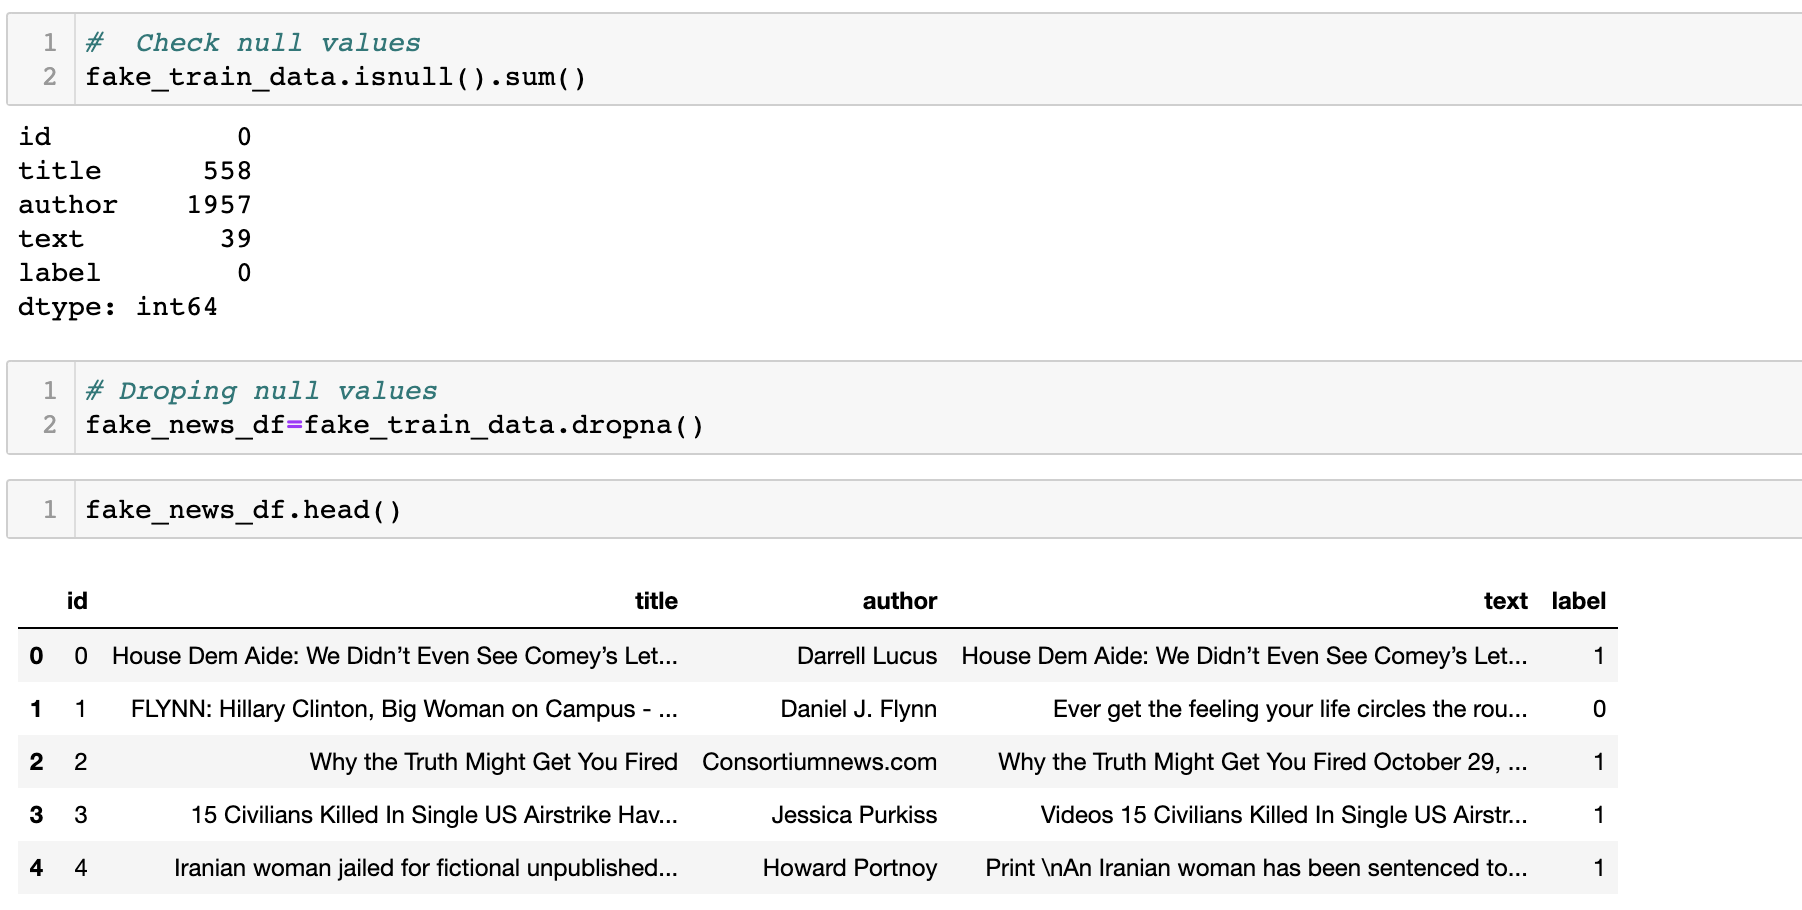 1 #  Check null values
2 fake_train_data.isnull().sum()
id 0
title 558
author 1957
text 39
label 0
dtype: int64
1 # Droping null values
2 fake_news_df=fake_train_data.dropna()
1 fake_news_df.head()
id title author text label
0 0 House Dem Aide: We Didn’t Even See Comey’s Let... Darrell Lucus House Dem Aide: We Didn’t Even See Comey’s Let... 1
1 1 FLYNN: Hillary Clinton, Big Woman on Campus - ... Daniel J. Flynn Ever get the feeling your life circles the rou... 0
2 2 Why the Truth Might Get You Fired Consortiumnews.com Why the Truth Might Get You Fired October 29, ... 1
3 3 15 Civilians Killed In Single US Airstrike Hav... Jessica Purkiss Videos 15 Civilians Killed In Single US Airstr... 1
4 4 Iranian woman jailed for fictional unpublished... Howard Portnoy Print \nAn Iranian woman has been sentenced to... 1